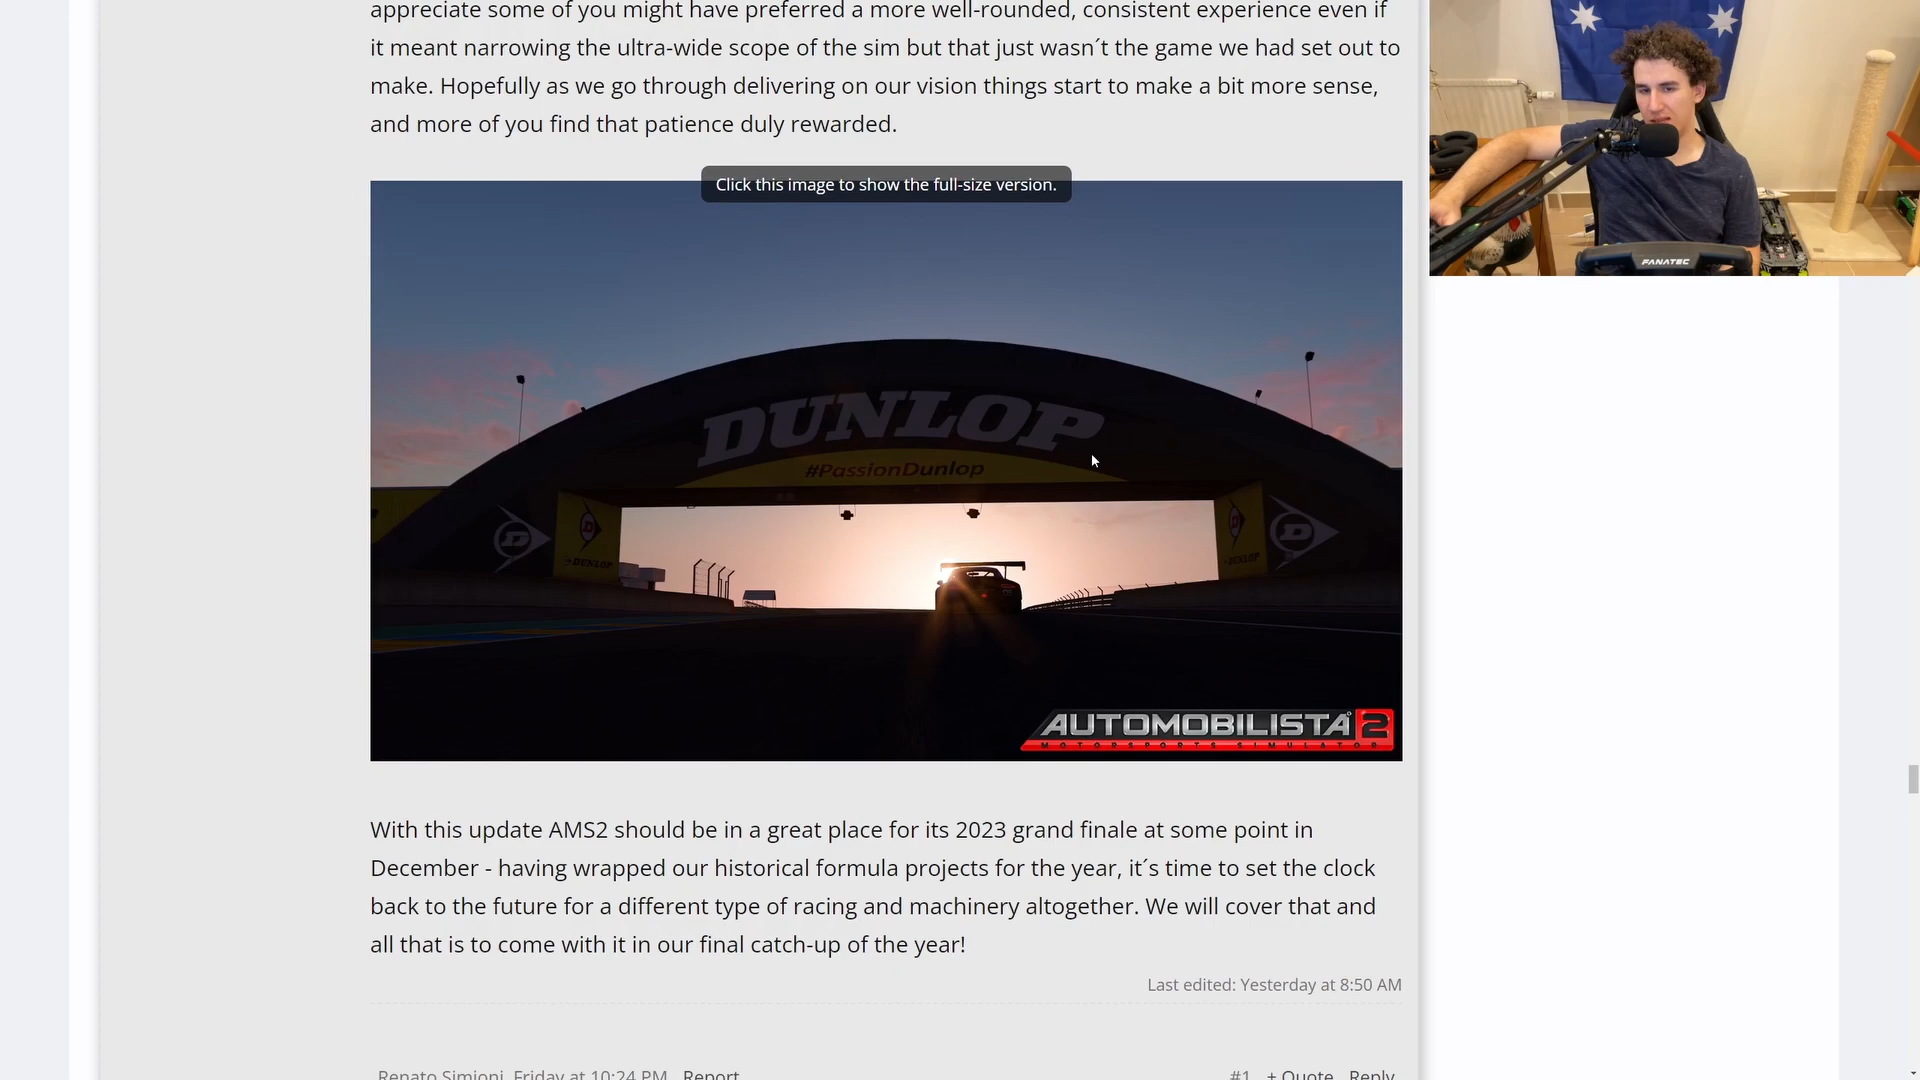 appreciate some of you might have preferred a more well-rounded, consistent experience even if
it meant narrowing the ultra-wide scope of the sim but that just wasn´t the game we had set out to
make. Hopefully as we go through delivering on our vision things start to make a bit more sense,
and more of you find that patience duly rewarded.
Click this image to show the full-size version.
DUNLOP
#PassionDunlop
D
D
D
D
DUNLOP
DUNLOP
AUTOMOBILISTA 2
MOTORSPORTS SIMULATOR
FANATEC
With this update AMS2 should be in a great place for its 2023 grand finale at some point in
December - having wrapped our historical formula projects for the year, it´s time to set the clock
back to the future for a different type of racing and machinery altogether. We will cover that and
all that is to come with it in our final catch-up of the year!
Last edited: Yesterday at 8:50 AM
Renato Simioni, Friday at 10:24 PM Report
#1 + Quote Reply